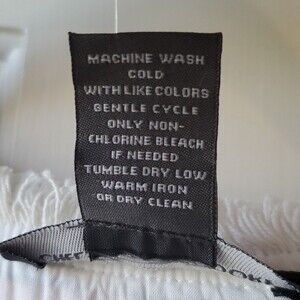 MACHINE WASH
COLD
WITH LIKE COLORS
GENTLE CYCLE
ONLY NON-
CHLORINE BLEACH
IF NEEDED
TUMBLE DRY LOW
WARM IRON
OR DRY CLEAN